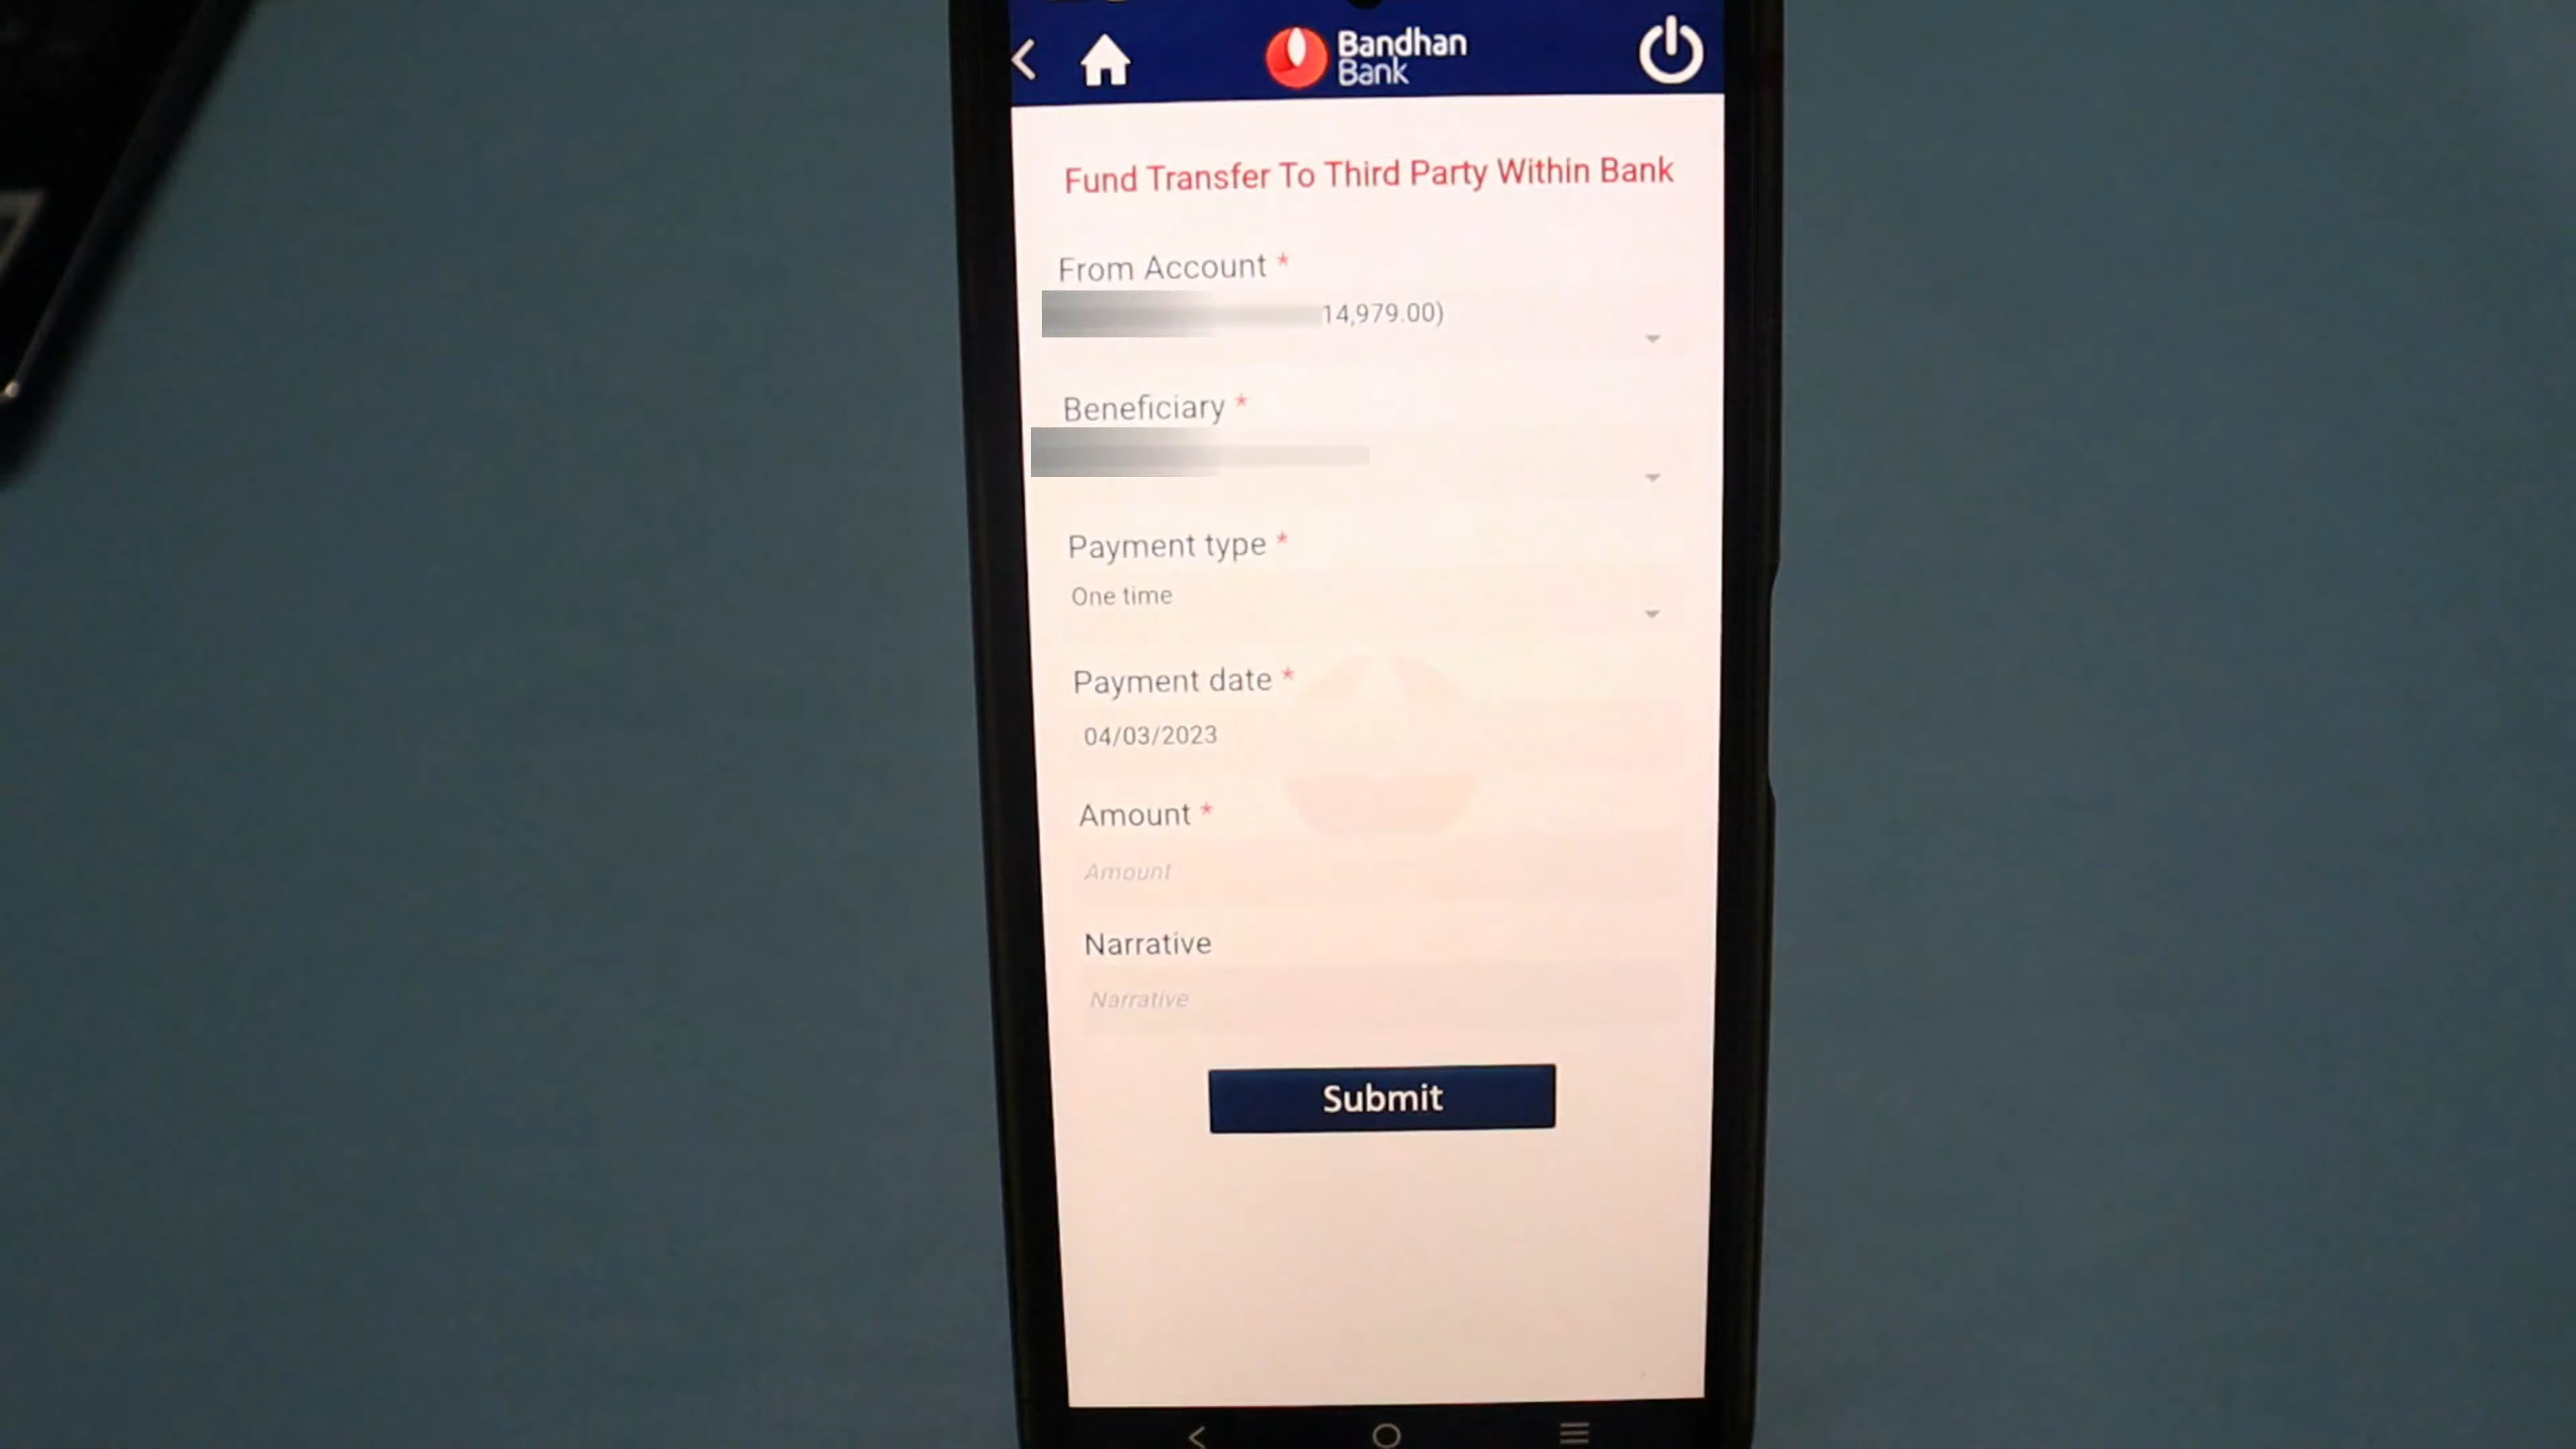 Bandhan
Bank
Fund Transfer To Third Party Within Bank
From Account *
14,979.00)
Beneficiary *
Payment type *
One time
Payment date *
04/03/2023
Amount *
Amount
Narrative
Narrative
Submit